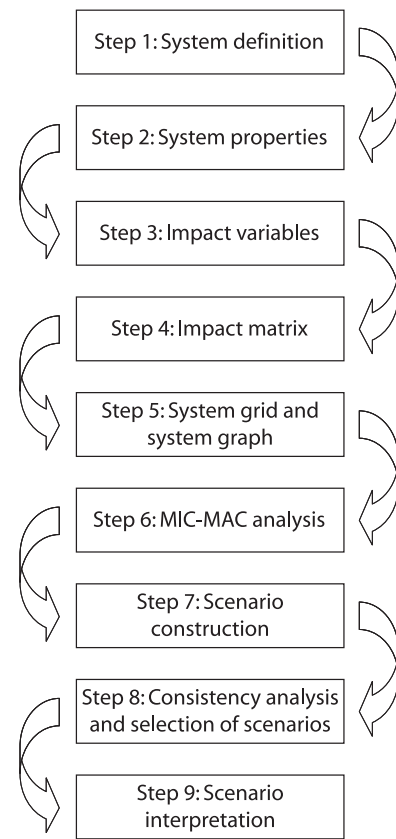 Step 1: System definition
Step 2: System properties
Step 3: Impact variables
Step 4: Impact matrix
Step 5: System grid and
system graph
Step 6: MIC-MAC analysis
Step 7: Scenario
construction
Step 8: Consistency analysis
and selection of scenarios
Step 9: Scenario
interpretation